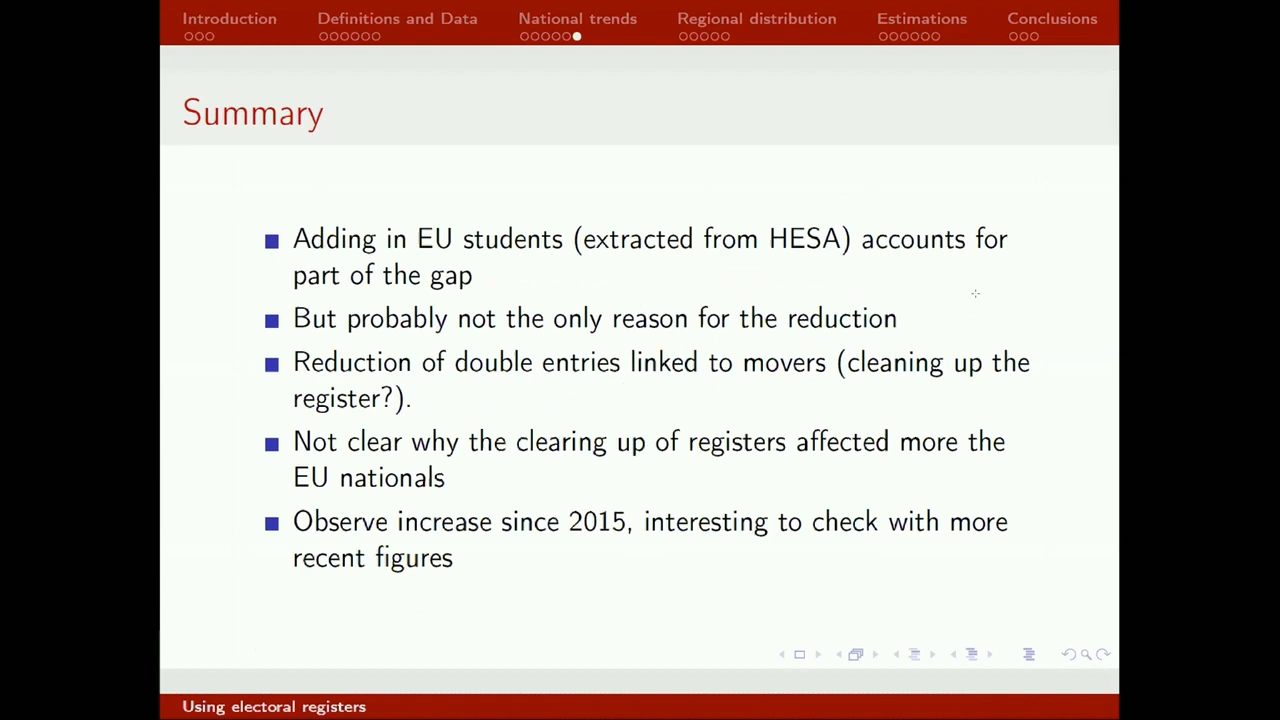 Introduction Definitions and Data National trends Regional distribution Estimations Conclusions
Summary
Adding in EU students (extracted from HESA) accounts for
part of the gap
But probably not the only reason for the reduction
Reduction of double entries linked to movers (cleaning up the
register?).
Not clear why the clearing up of registers affected more the
EU nationals
Observe increase since 2015, interesting to check with more
recent figures
Using electoral registers